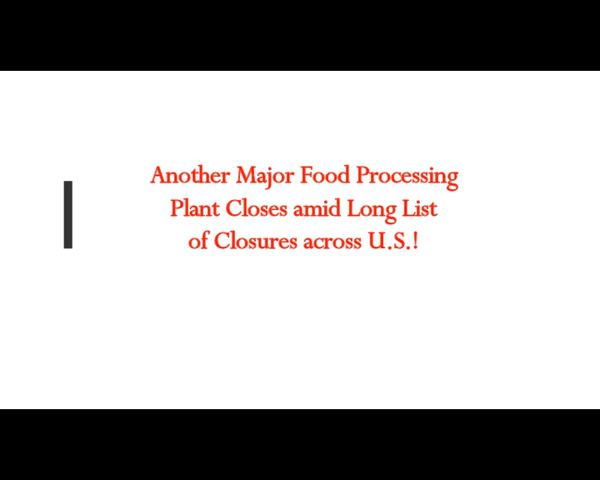 Another Major Food Processing
Plant Closes amid Long List
of Closures across U.S.!